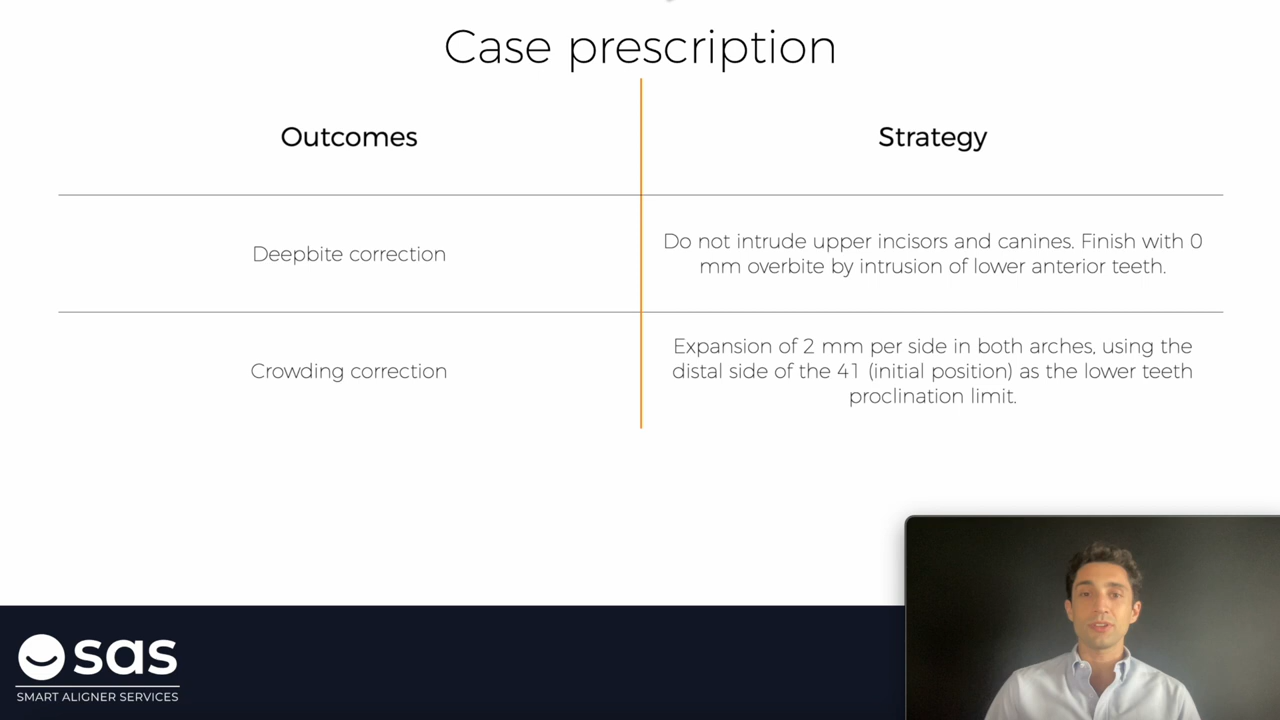 Case prescription
Outcomes
Strategy
Deepbite correction
Do not intrude upper incisors and canines. Finish with 0
mm overbite by intrusion of lower anterior teeth.
Crowding correction
Expansion of 2 mm per side in both arches, using the
distal side of the 41 (initial position) as the lower teeth
proclination limit.
sas
SMART ALIGNER SERVICES